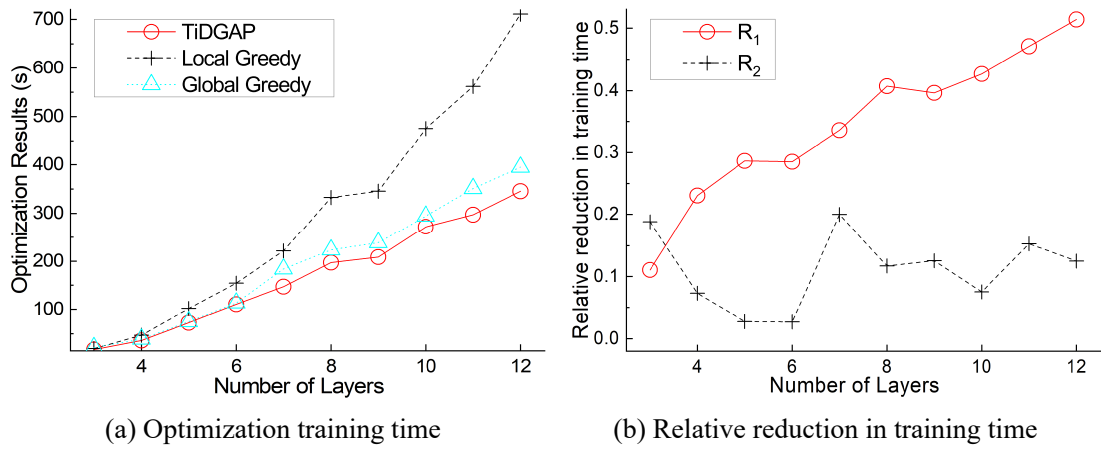 700
600
500
400
300
200
100
4
6
8
10
12
Optimization Results (s)
Number of Layers
TiDGAP
Local Greedy
Global Greedy
(a) Optimization training time
0.5
0.4
0.3
0.2
0.1
0.0
4
6
8
10
12
Relative reduction in training time
Number of Layers
R1
R2
(b) Relative reduction in training time